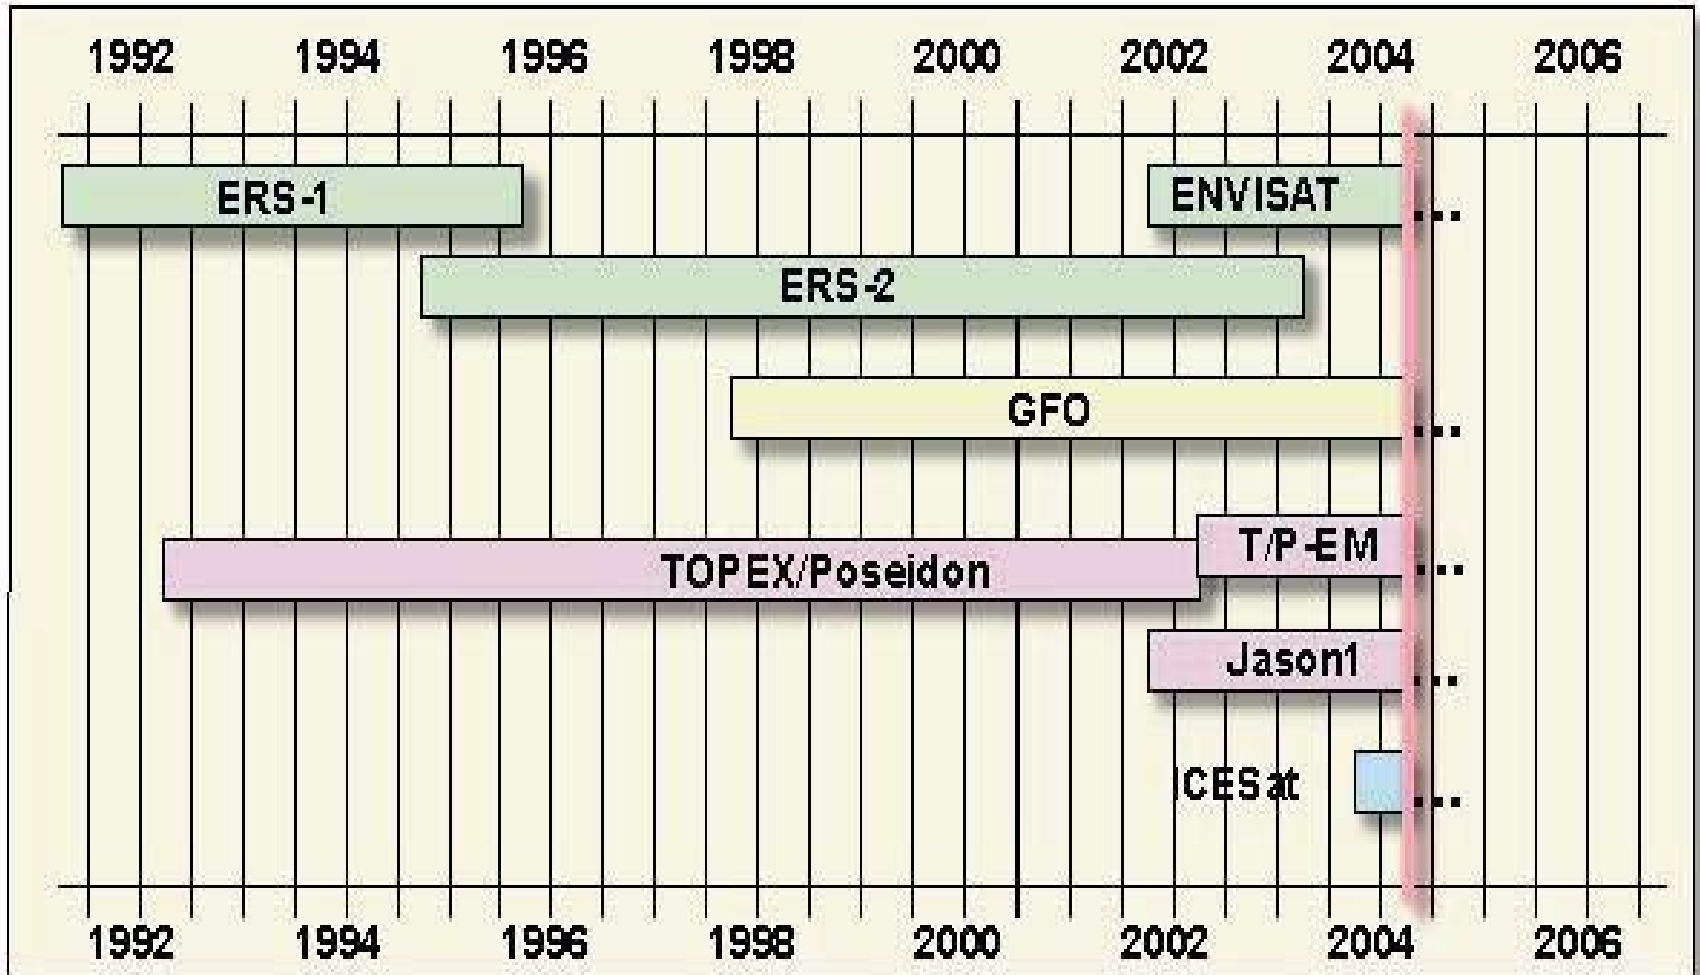 1992 1994 1996 1998 2000 2002 2004 2006
ERS-1
ENVISAT
...
ERS-2
GFO
...
T/P-EM
...
TOPEX/Poseidon
Jason1
...
ICESat
...
1992 1994 1996 1998 2000 2002 2004 2006